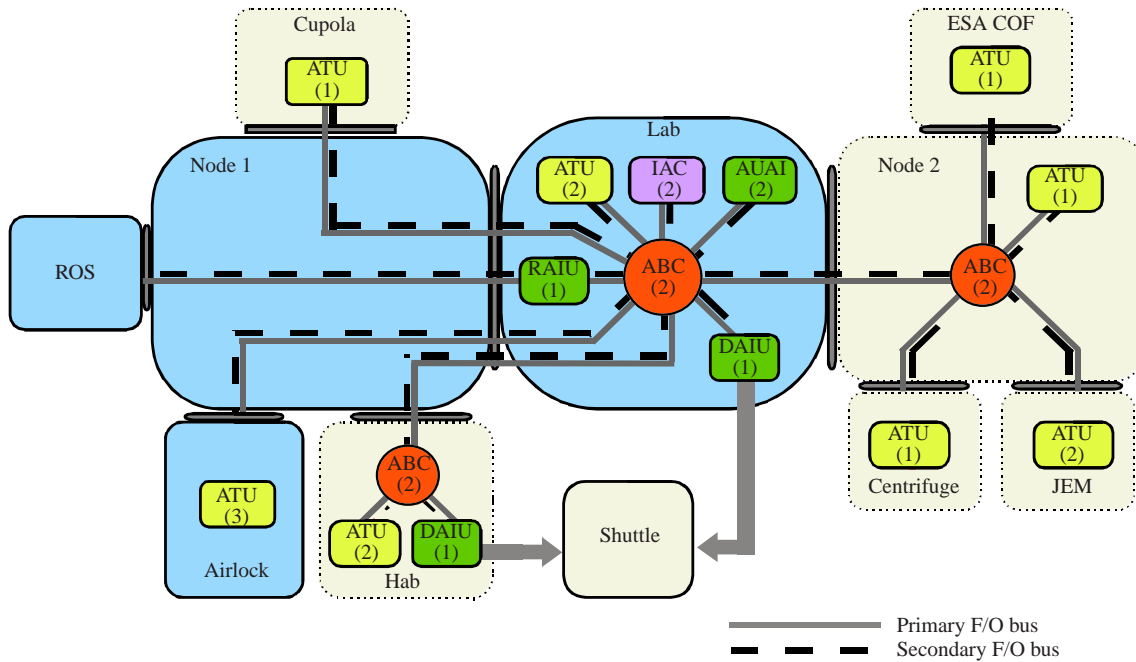 Cupola
ATU
(1)
ESA COF
ATU
(1)
Node 1
Lab
ATU
(2)
IAC
(2)
AUAI
(2)
Node 2
ATU
(1)
ROS
RAIU
(1)
ABC
(2)
ABC
(2)
DAIU
(1)
ATU
(3)
Airlock
ABC
(2)
ATU
(2)
DAIU
(1)
Hab
Shuttle
ATU
(1)
Centrifuge
ATU
(2)
JEM
Primary F/O bus
Secondary F/O bus